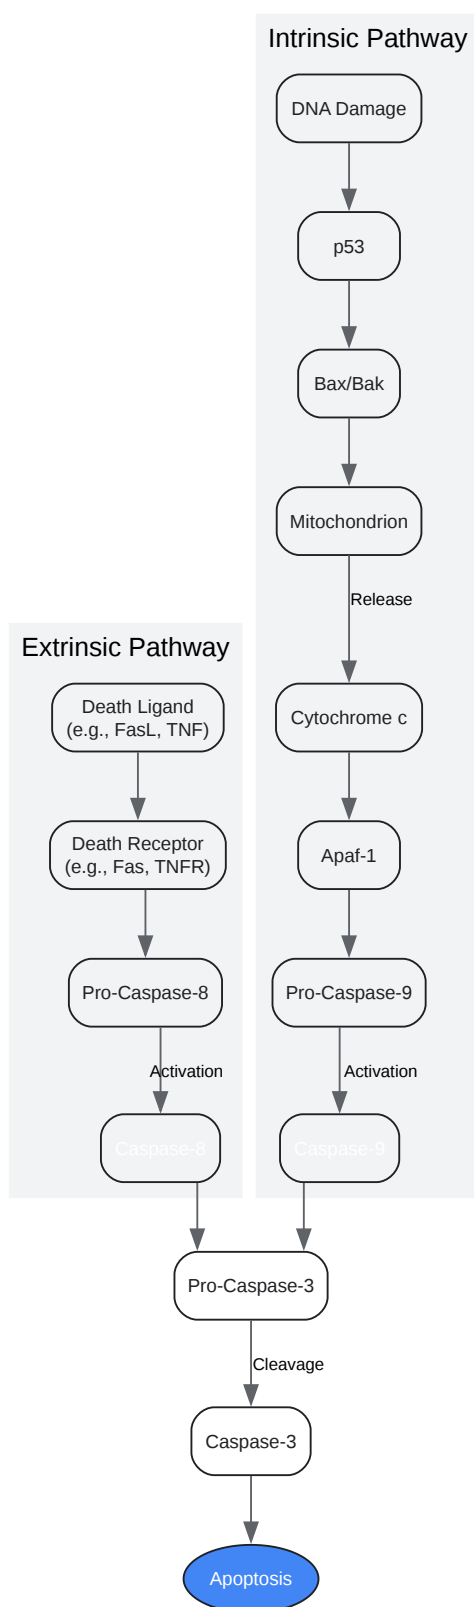 Intrinsic Pathway
DNA Damage
p53
Bax/Bak
Mitochondrion
Release
Cytochrome c
Apaf-1
Pro-Caspase-9
Activation
Caspase-9
Extrinsic Pathway
Death Ligand
(e.g., FasL, TNF)
Death Receptor
(e.g., Fas, TNFR)
Pro-Caspase-8
Activation
Caspase-8
Pro-Caspase-3
Cleavage
Caspase-3
Apoptosis